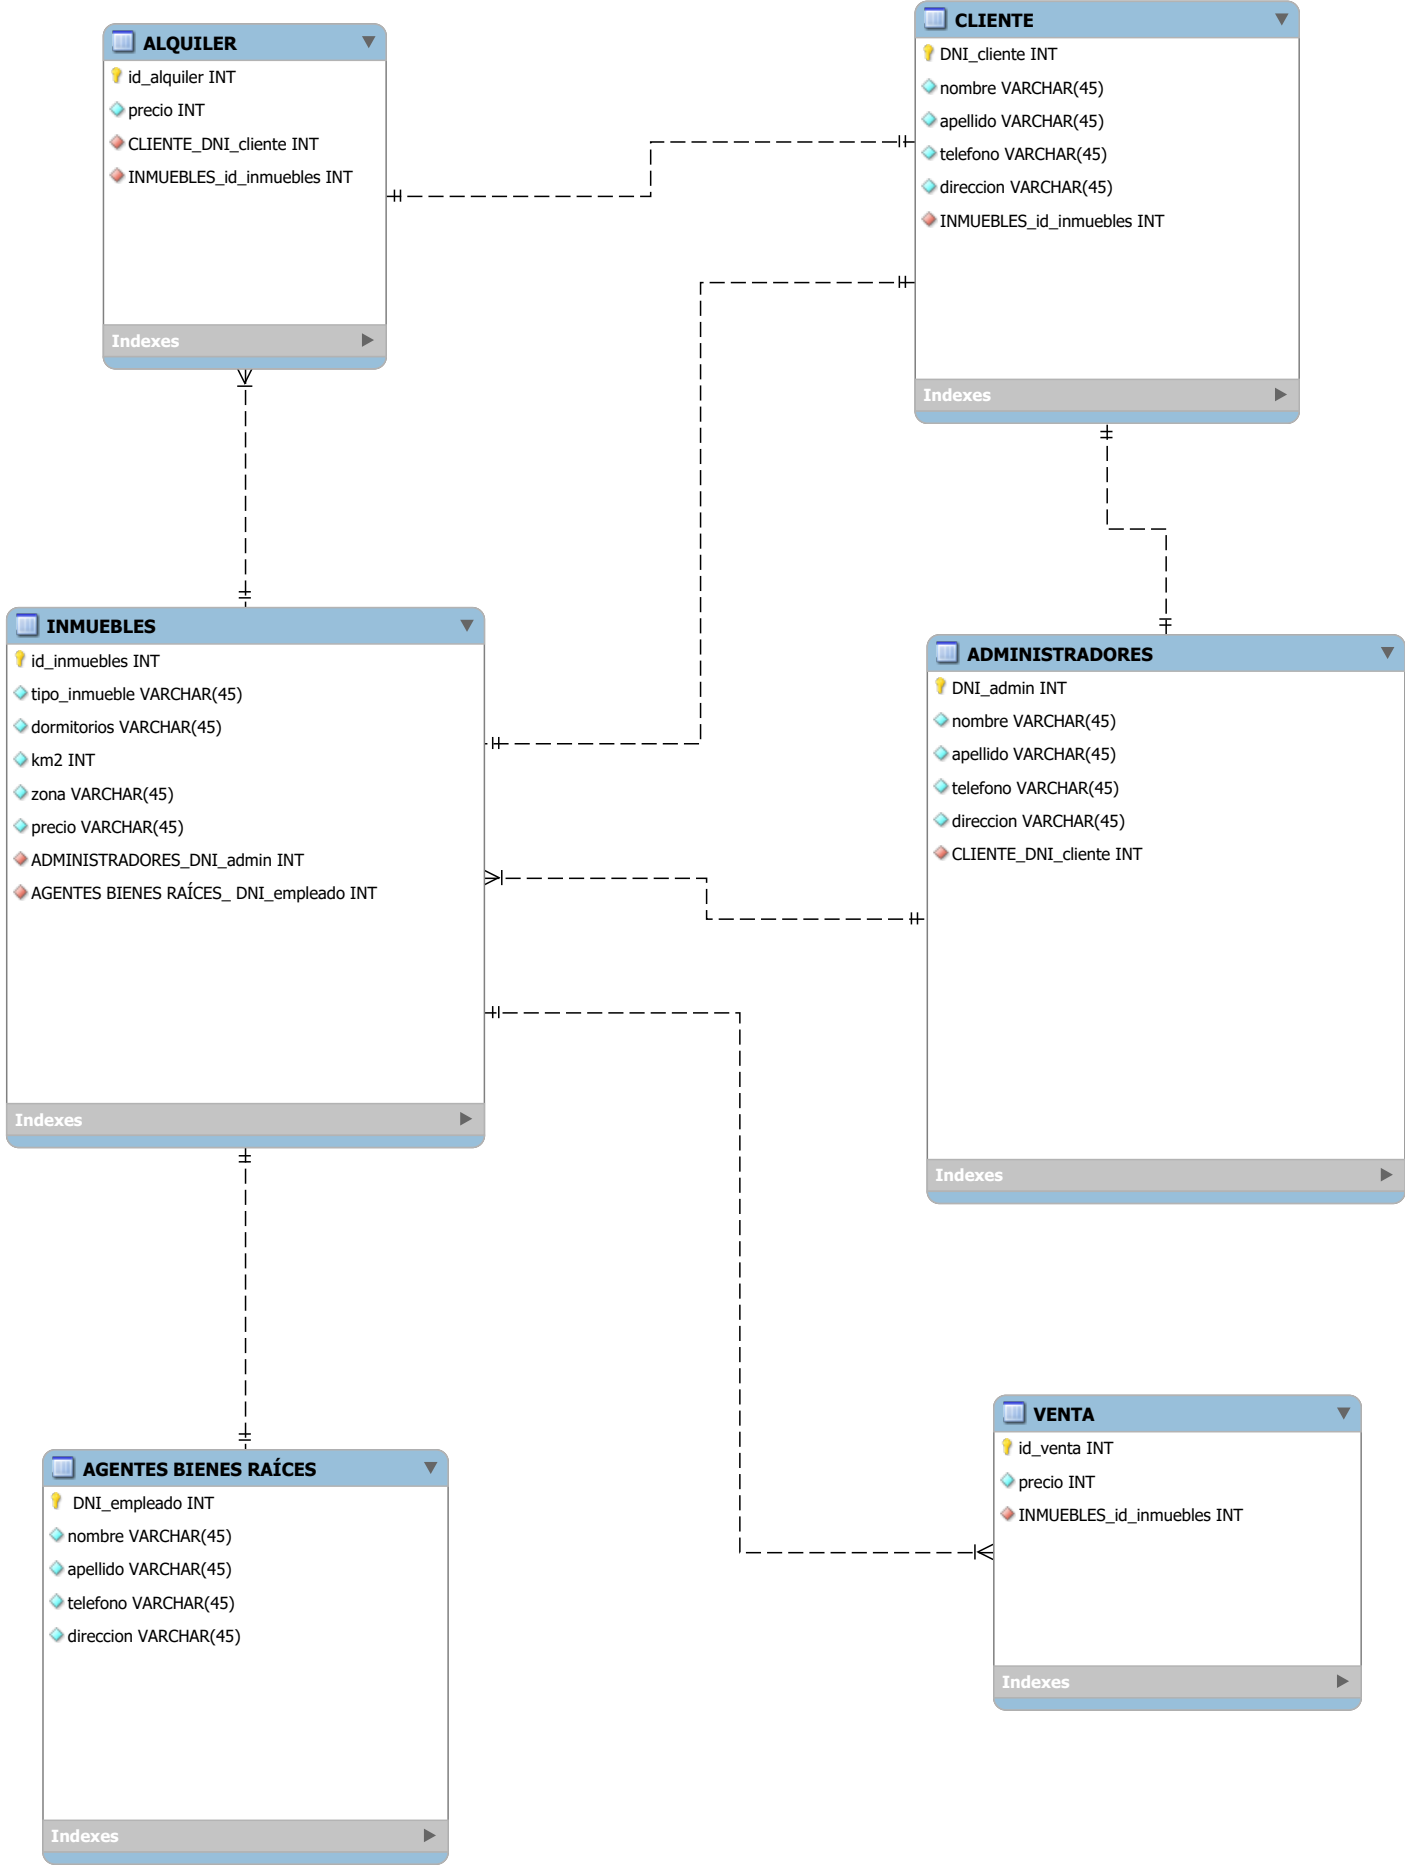 ALQUILER
id_alquiler INT
precio INT
CLIENTE_DNI_cliente INT
INMUEBLES_id_inmuebles INT
Indexes
CLIENTE
DNI_cliente INT
nombre VARCHAR(45)
apellido VARCHAR(45)
telefono VARCHAR(45)
direccion VARCHAR(45)
INMUEBLES_id_inmuebles INT
Indexes
INMUEBLES
id_inmuebles INT
tipo_inmueble VARCHAR(45)
dormitorios VARCHAR(45)
km2 INT
zona VARCHAR(45)
precio VARCHAR(45)
ADMINISTRADORES_DNI_admin INT
AGENTES BIENES RAÍCES_ DNI_empleado INT
Indexes
ADMINISTRADORES
DNI_admin INT
nombre VARCHAR(45)
apellido VARCHAR(45)
telefono VARCHAR(45)
direccion VARCHAR(45)
CLIENTE_DNI_cliente INT
Indexes
AGENTES BIENES RAÍCES
DNI_empleado INT
nombre VARCHAR(45)
apellido VARCHAR(45)
telefono VARCHAR(45)
direccion VARCHAR(45)
Indexes
VENTA
id_venta INT
precio INT
INMUEBLES_id_inmuebles INT
Indexes